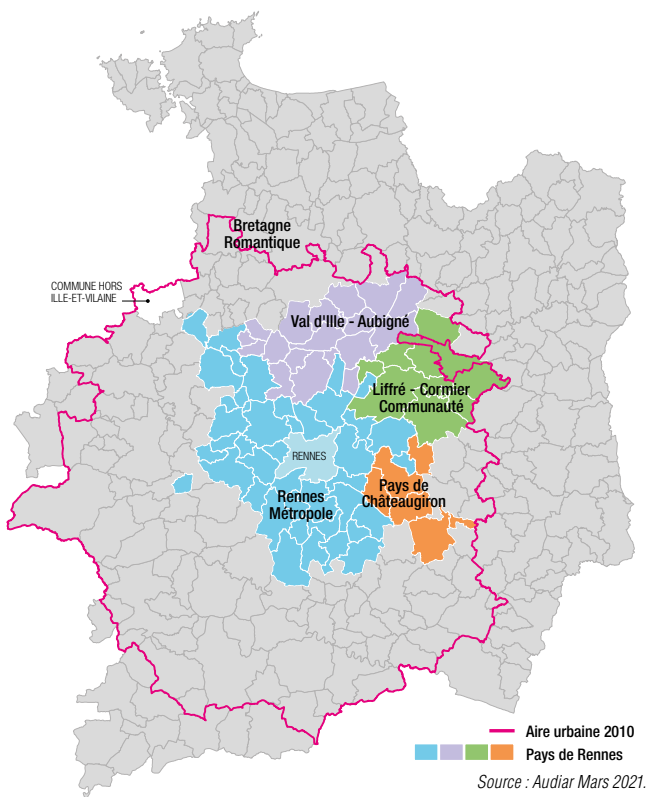 Bretagne
Romantique
COMMUNE HORS
ILLE-ET-VILAINE
Val d'Ille - Aubigné
Liffré - Cormier
Communauté
RENNES
Pays de
Châteaugiron
Rennes
Métropole
Aire urbaine 2010
Pays de Rennes
Source : Audiar Mars 2021.